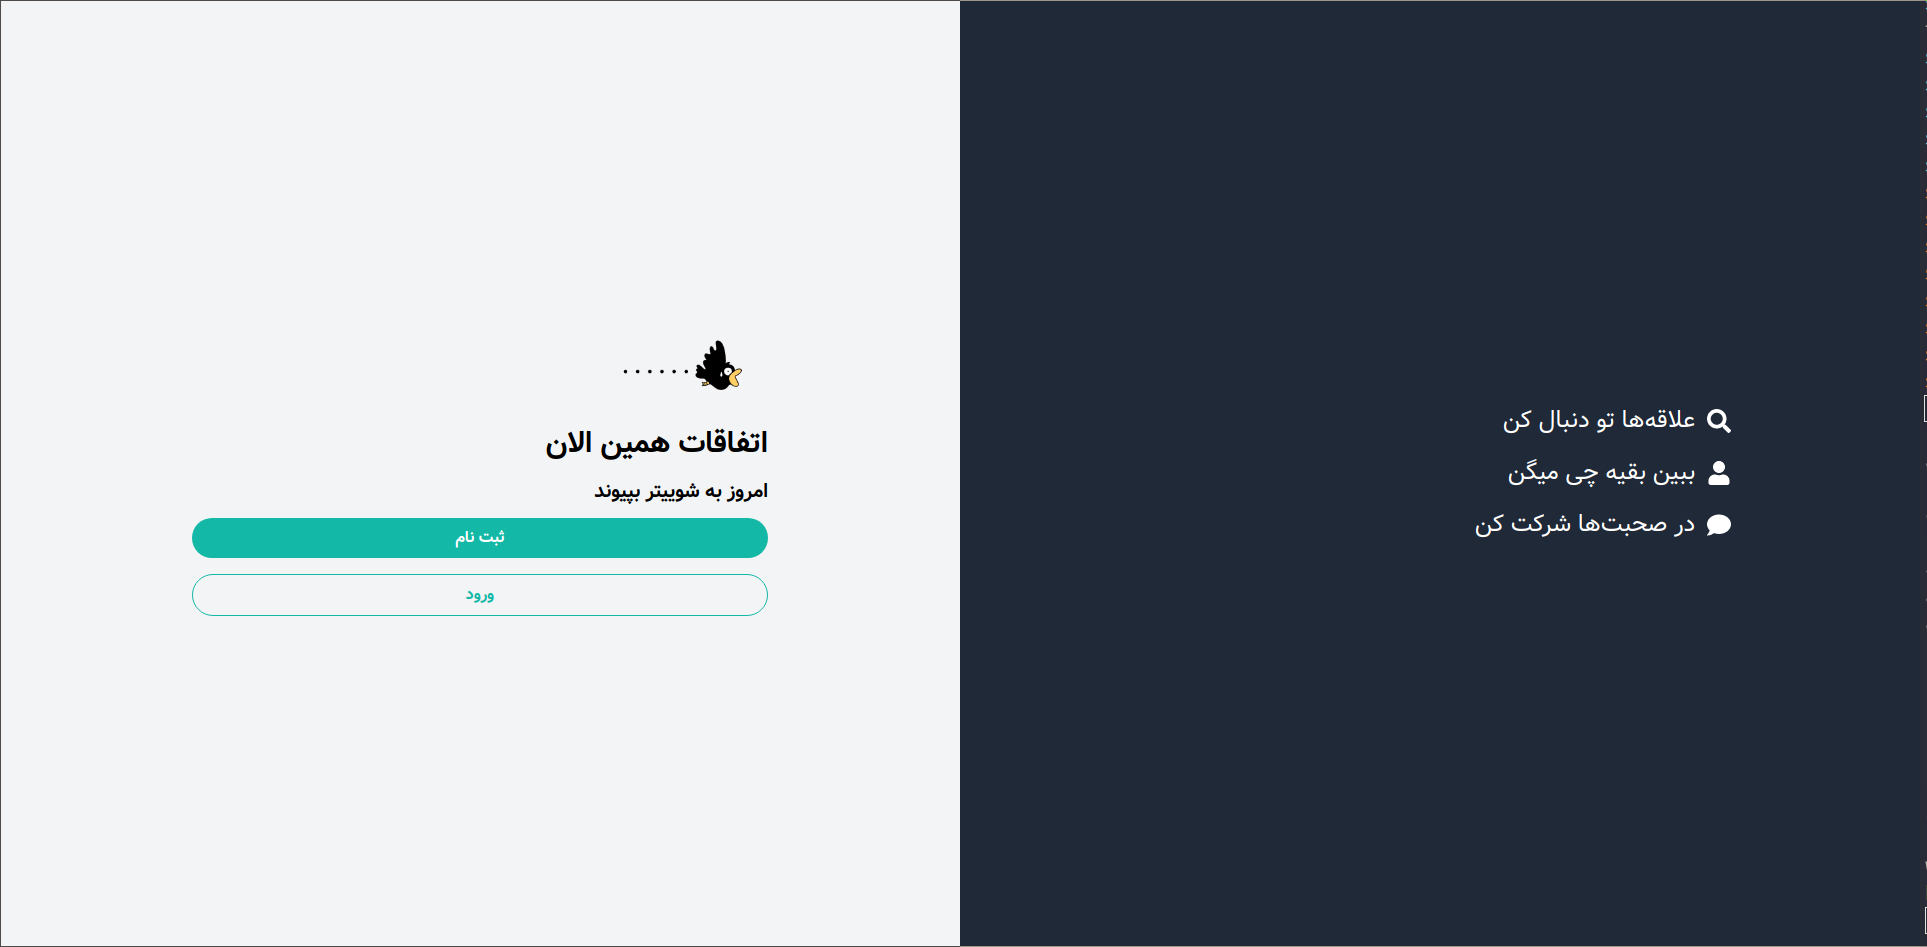 علاقه‌ها تو دنبال کن
ببین بقیه چی میگن
در صحبت‌ها شرکت کن
اتفاقات همین الان
امروز به شوییتر بپیوند
ثبت نام
ورود